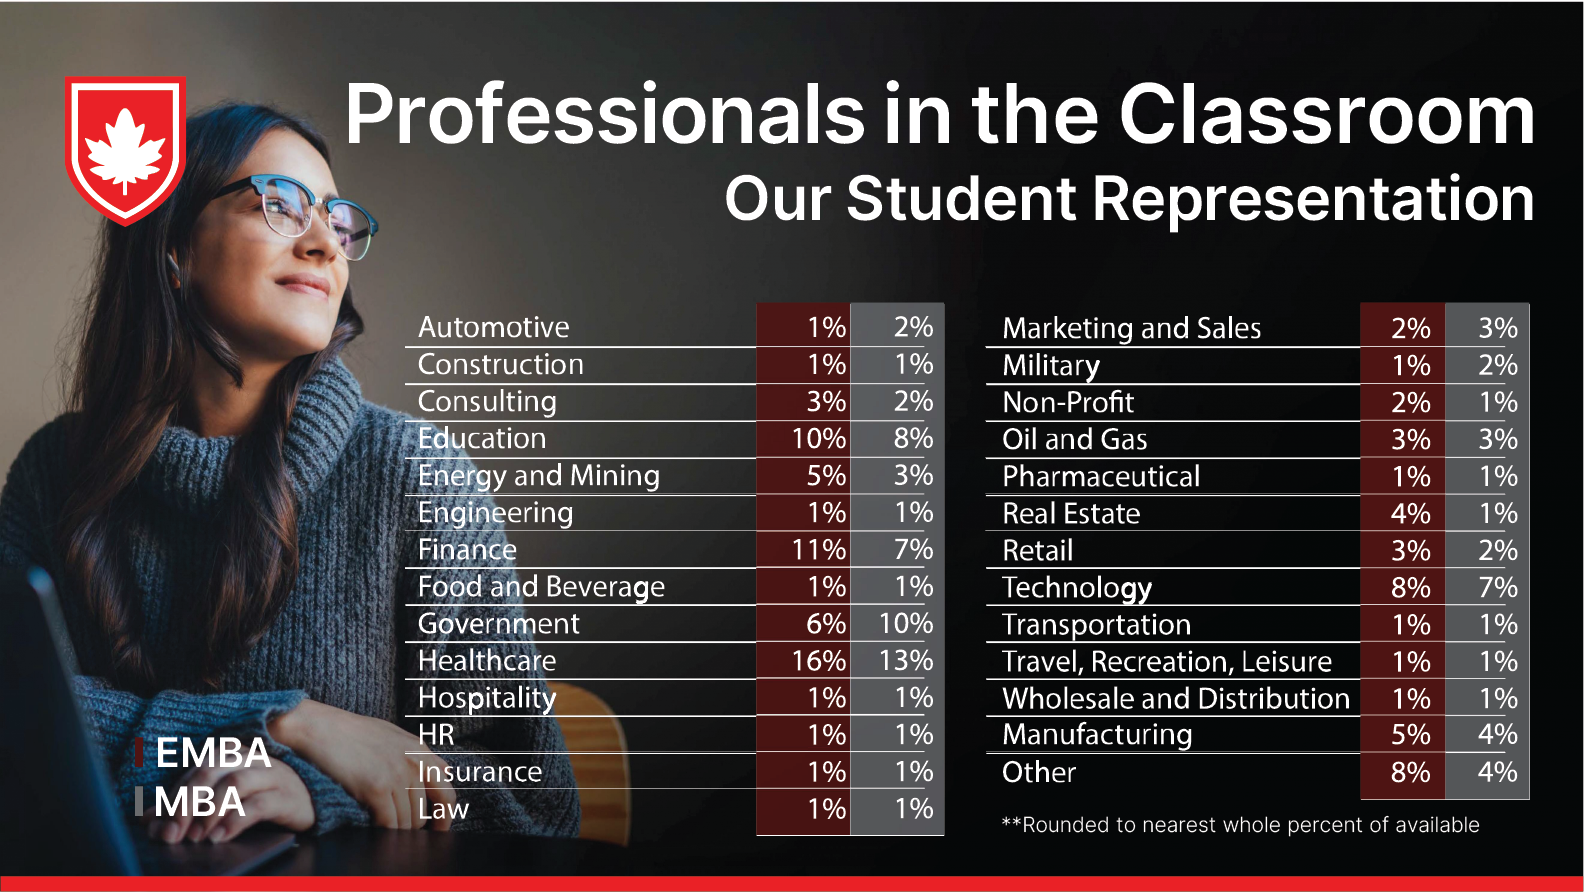 Professionals in the Classroom
Our Student Representation
Automotive 1% 2%
Construction 1% 1%
Consulting 3% 2%
Education 10% 8%
Energy and Mining 5% 3%
Engineering 1% 1%
Finance 11% 7%
Food and Beverage 1% 1%
Government 6% 10%
Healthcare 16% 13%
Hospitality 1% 1%
HR 1% 1%
Insurance 1% 1%
Law 1% 1%
Marketing and Sales 2% 3%
Military 1% 2%
Non-Profit 2% 1%
Oil and Gas 3% 3%
Pharmaceutical 1% 1%
Real Estate 4% 1%
Retail 3% 2%
Technology 8% 7%
Transportation 1% 1%
Travel, Recreation, Leisure 1% 1%
Wholesale and Distribution 1% 1%
Manufacturing 5% 4%
Other 8% 4%
**Rounded to nearest whole percent of available
EMBA
MBA